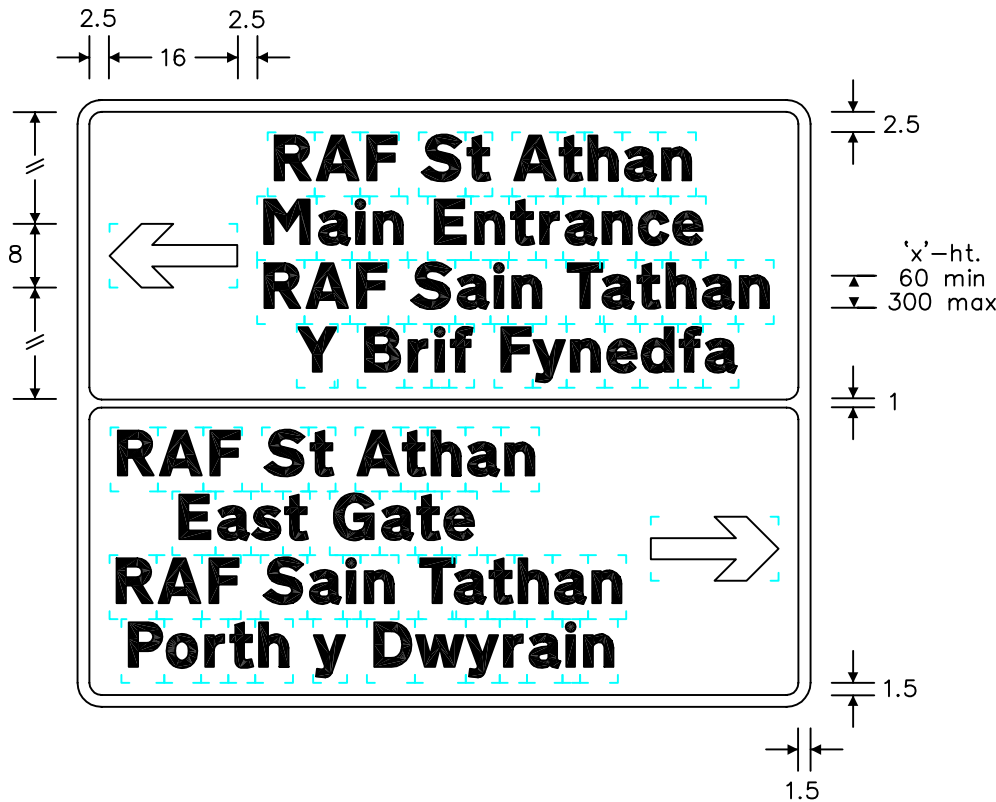 2.5 2.5
16
2.5
RAF St Athan
Main Entrance
RAF Sain Tathan
Y Brif Fynedfa
8
'x'-ht.
60 min
300 max
1
RAF St Athan
East Gate
RAF Sain Tathan
Porth y Dwyrain
1.5
1.5